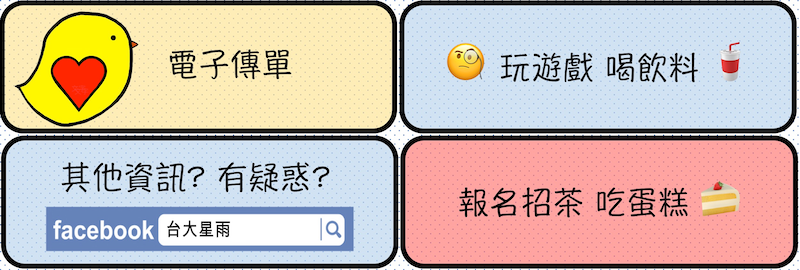 電子傳單
玩遊戲 喝飲料
其他資訊? 有疑惑?
facebook 台大星雨
報名招茶 吃蛋糕